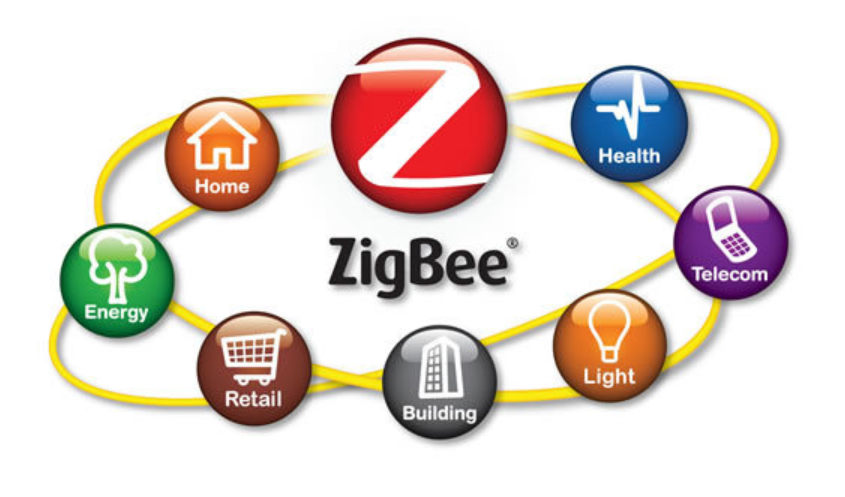 Home
Health
ZigBee®
Telecom
Energy
Light
Retail
Building